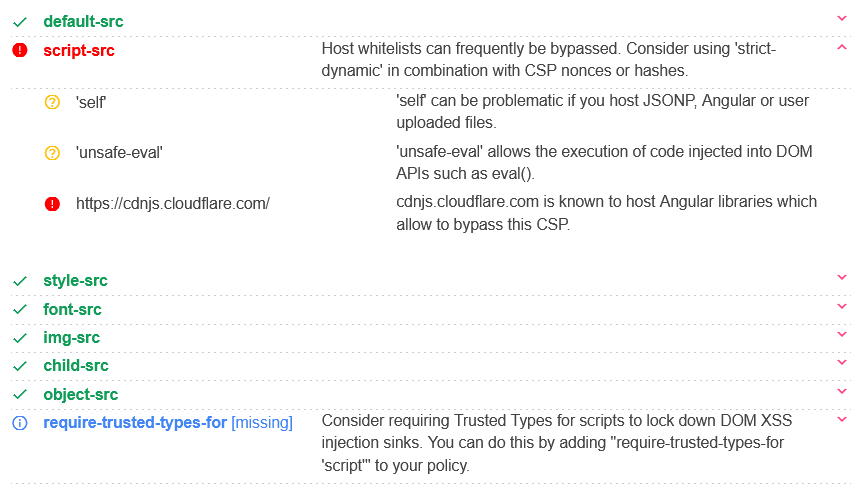 default-src
script-src Host whitelists can frequently be bypassed. Consider using 'strict-
dynamic' in combination with CSP nonces or hashes.
'self' 'self' can be problematic if you host JSONP, Angular or user
uploaded files.
'unsafe-eval' 'unsafe-eval' allows the execution of code injected into DOM
APIs such as eval().
https://cdnjs.cloudflare.com/ cdnjs.cloudflare.com is known to host Angular libraries which
allow to bypass this CSP.
style-src
font-src
img-src
child-src
object-src
require-trusted-types-for [missing] Consider requiring Trusted Types for scripts to lock down DOM XSS
injection sinks. You can do this by adding "require-trusted-types-for
'script'" to your policy.